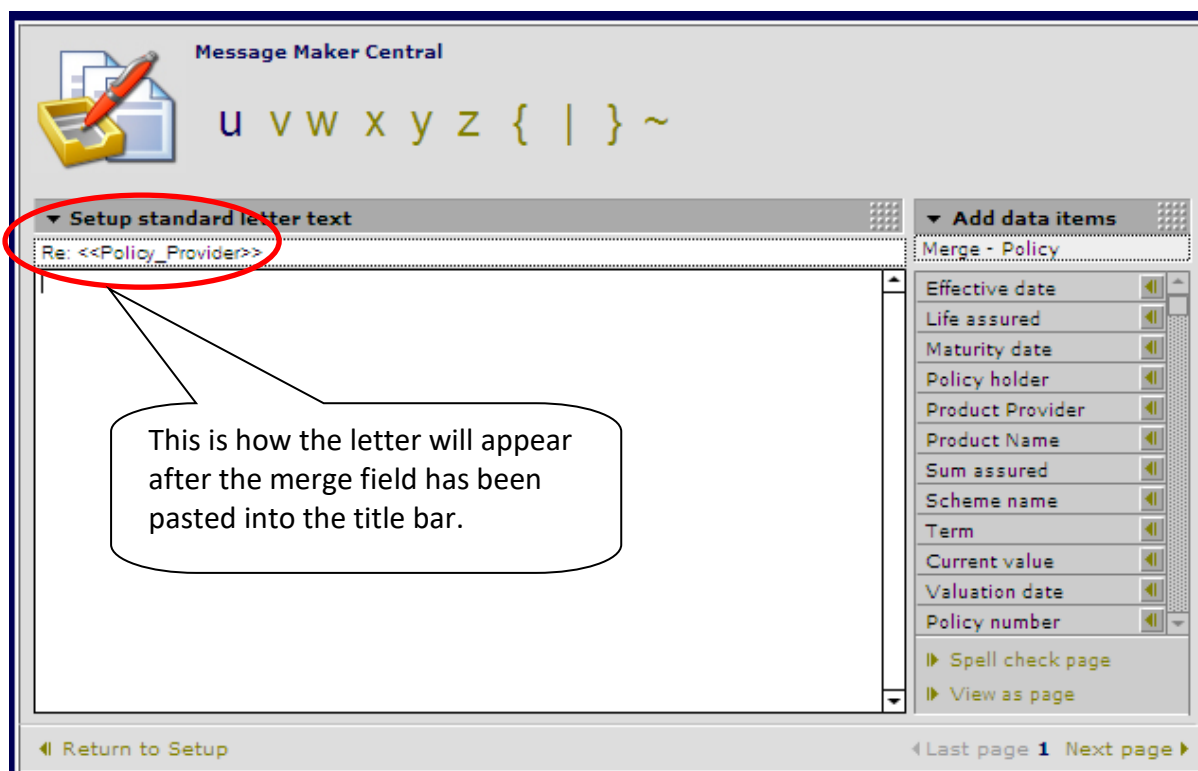 Message Maker Central
u v w x y z { | } ~
Setup standard letter text
Re: <<Policy_Provider>>
This is how the letter will appear
after the merge field has been
pasted into the title bar.
Add data items
Merge - Policy
Effective date
Life assured
Maturity date
Policy holder
Product Provider
Product Name
Sum assured
Scheme name
Term
Current value
Valuation date
Policy number
Spell check page
View as page
Return to Setup
Last page 1 Next page